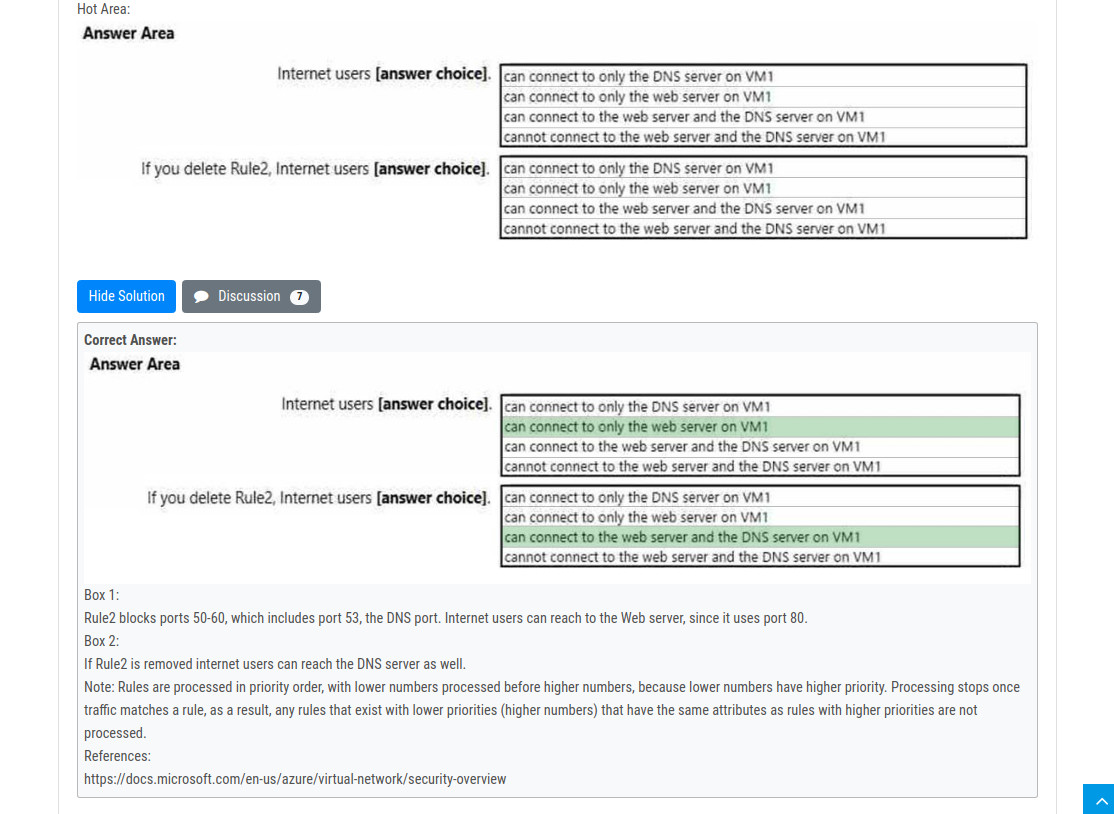 Hot Area:
Answer Area
Internet users [answer choice].
can connect to only the DNS server on VM1
can connect to only the web server on VM1
can connect to the web server and the DNS server on VM1
cannot connect to the web server and the DNS server on VM1
If you delete Rule2, Internet users [answer choice].
can connect to only the DNS server on VM1
can connect to only the web server on VM1
can connect to the web server and the DNS server on VM1
cannot connect to the web server and the DNS server on VM1
Hide Solution
Discussion 7
Correct Answer:
Answer Area
Internet users [answer choice].
can connect to only the DNS server on VM1
can connect to only the web server on VM1
can connect to the web server and the DNS server on VM1
cannot connect to the web server and the DNS server on VM1
If you delete Rule2, Internet users [answer choice].
can connect to only the DNS server on VM1
can connect to only the web server on VM1
can connect to the web server and the DNS server on VM1
cannot connect to the web server and the DNS server on VM1
Box 1:
Rule2 blocks ports 50-60, which includes port 53, the DNS port. Internet users can reach to the Web server, since it uses port 80.
Box 2:
If Rule2 is removed internet users can reach the DNS server as well.
Note: Rules are processed in priority order, with lower numbers processed before higher numbers, because lower numbers have higher priority. Processing stops once
traffic matches a rule, as a result, any rules that exist with lower priorities (higher numbers) that have the same attributes as rules with higher priorities are not
processed.
References:
https://docs.microsoft.com/en-us/azure/virtual-network/security-overview